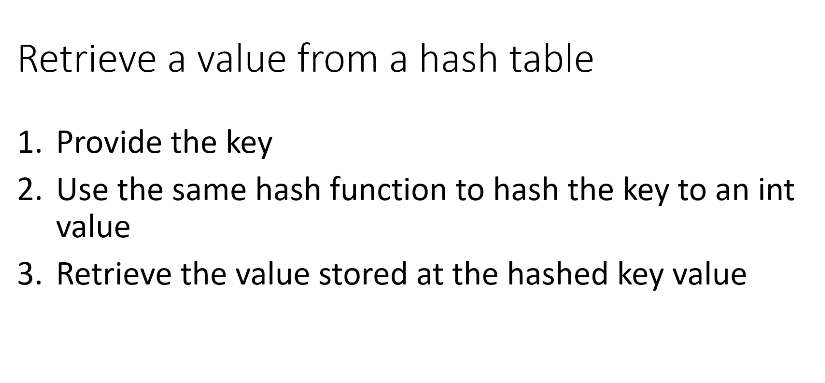 Retrieve a value from a hash table
1. Provide the key
2. Use the same hash function to hash the key to an int
value
3. Retrieve the value stored at the hashed key value